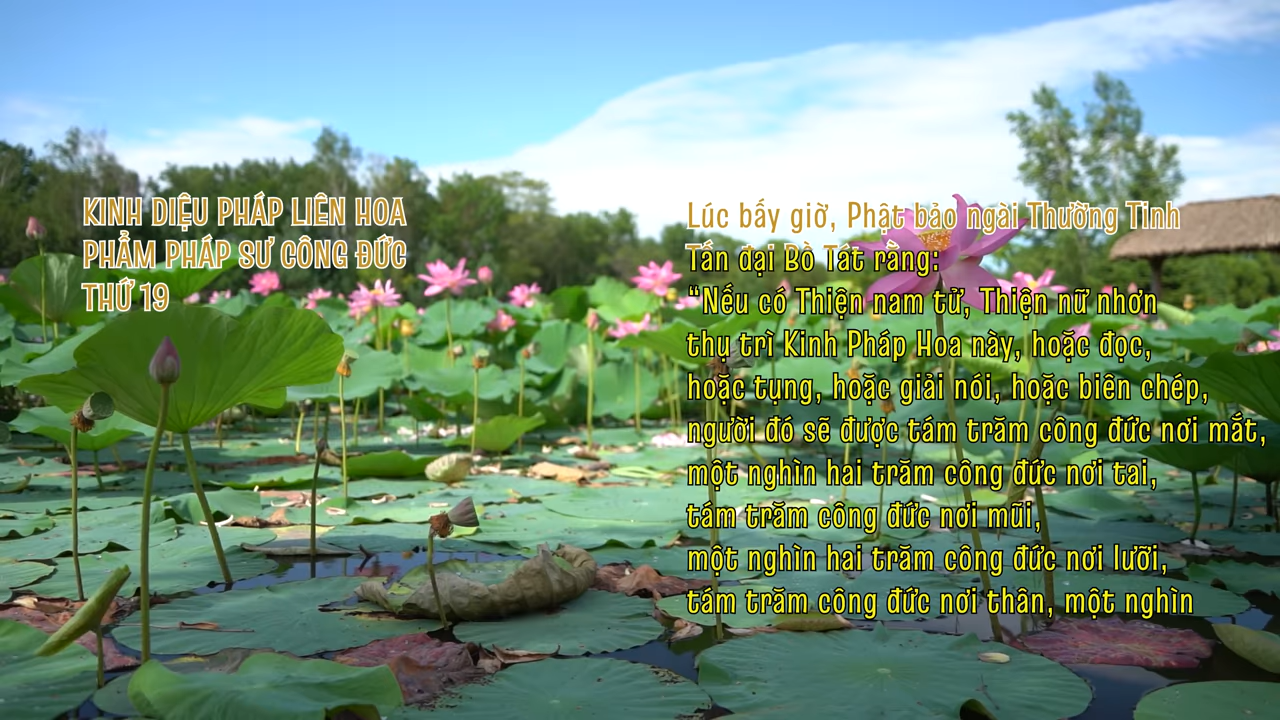 KINH DIỆU PHÁP LIÊN HOA
PHẨM PHÁP SƯ CÔNG ĐỨC
THỨ 19
Lúc bấy giờ, Phật bảo ngài Thường Tinh
Tấn đại Bồ Tát rằng:
“Nếu có Thiện nam tử, Thiện nữ nhơn
thụ trì Kinh Pháp Hoa này, hoặc đọc,
hoặc tụng, hoặc giải nói, hoặc biên chép,
người đó sẽ được tám trăm công đức nơi mắt,
một nghìn hai trăm công đức nơi tai,
tám trăm công đức nơi mũi,
một nghìn hai trăm công đức nơi lưỡi,
tám trăm công đức nơi thân, một nghìn